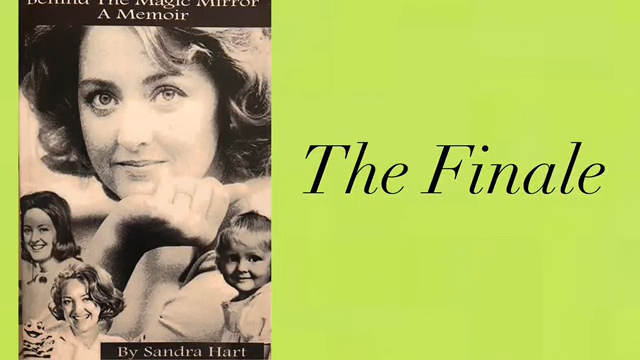 Behind The Magic Mirror
A Memoir
The Finale
By Sandra Hart